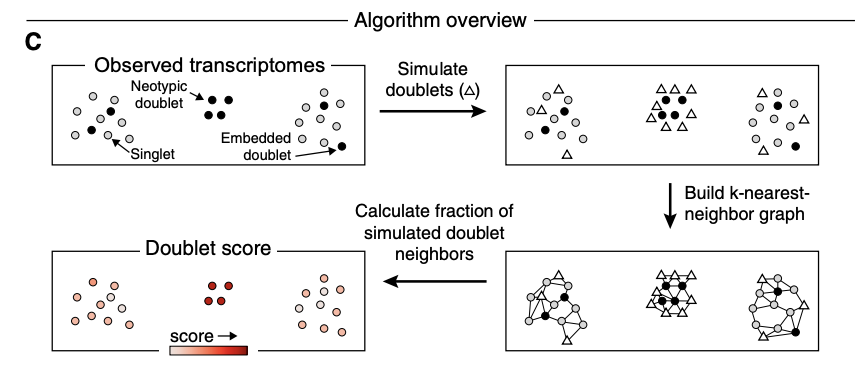 Algorithm overview
C
Observed transcriptomes
Neotypic
doublet
Embedded
doublet
Singlet
Simulate
doublets (△)
Build k-nearest-
neighbor graph
Calculate fraction of
simulated doublet
neighbors
Doublet score
score